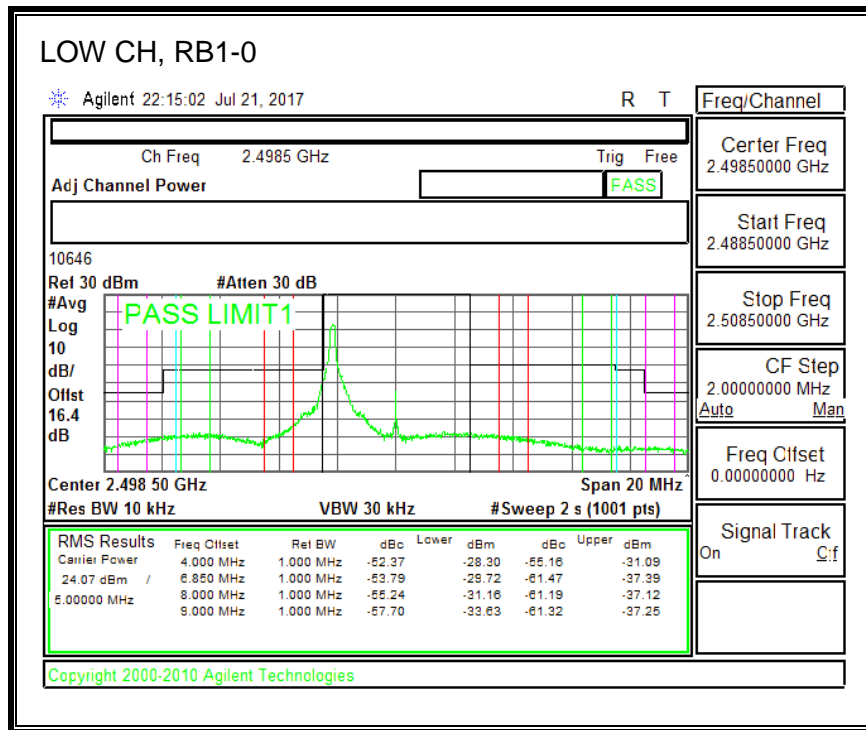 LOW CH, RB1-0
Agilent 22:15:02 Jul 21, 2017 R T Freq/Channel
Ch Freq 2.4985 GHz Trig Free
Adj Channel Power PASS
10646
Ref 30 dBm #Atten 30 dB
#Avg
Log
10
dB/
Offst
16.4
dB
PASS LIMIT1
Center 2.498 50 GHz Span 20 MHz
#Res BW 10 kHz VBW 30 kHz #Sweep 2 s (1001 pts)
RMS Results Freq Offset Ref BW dBc Lower dBm dBc Upper dBm
Carrier Power 4.000 MHz 1.000 MHz -52.37 -28.30 -55.16 -31.09
24.07 dBm / 6.850 MHz 1.000 MHz -53.79 -29.72 -61.47 -37.39
5.00000 MHz 8.000 MHz 1.000 MHz -55.24 -31.16 -61.19 -37.12
9.000 MHz 1.000 MHz -57.70 -33.63 -61.32 -37.25
Center Freq
2.49850000 GHz
Start Freq
2.48850000 GHz
Stop Freq
2.50850000 GHz
CF Step
2.00000000 MHz
Auto Man
Freq Offset
0.00000000 Hz
Signal Track
On Off
Copyright 2000-2010 Agilent Technologies